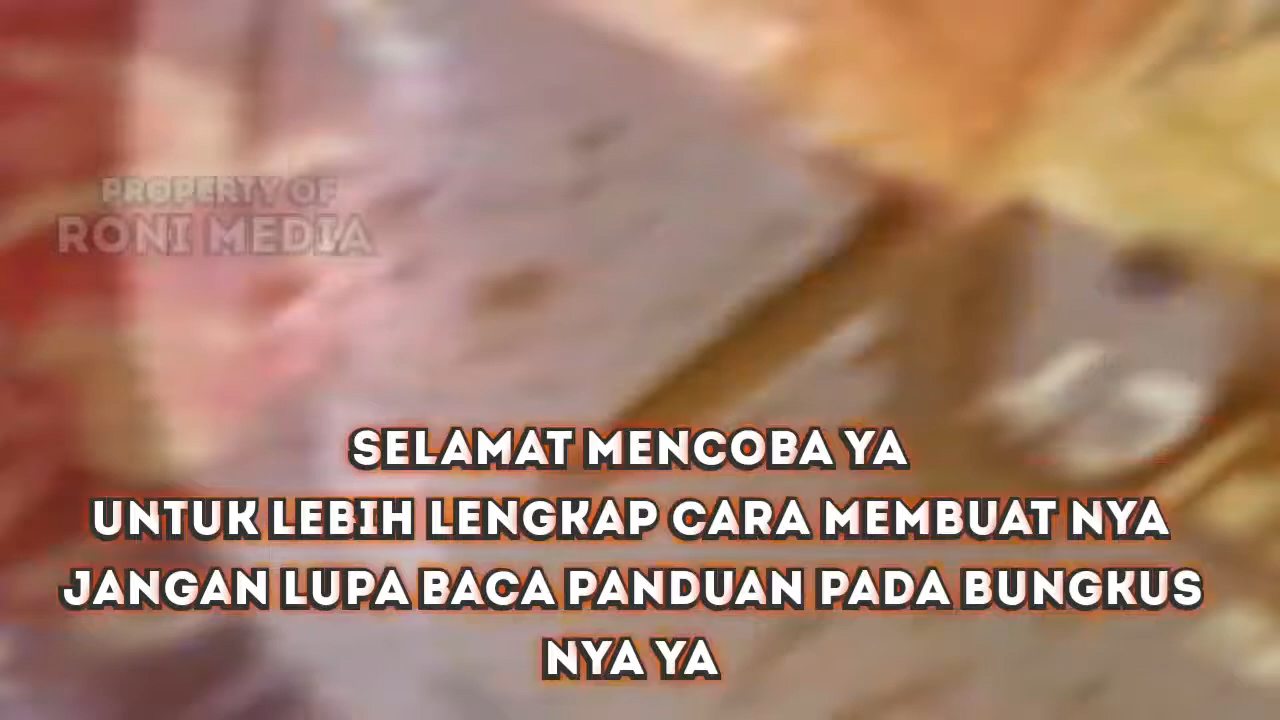 PROPERTY OF
RONI MEDIA
SELAMAT MENCOBA YA
UNTUK LEBIH LENGKAP CARA MEMBUAT NYA
JANGAN LUPA BACA PANDUAN PADA BUNGKUS
NYA YA